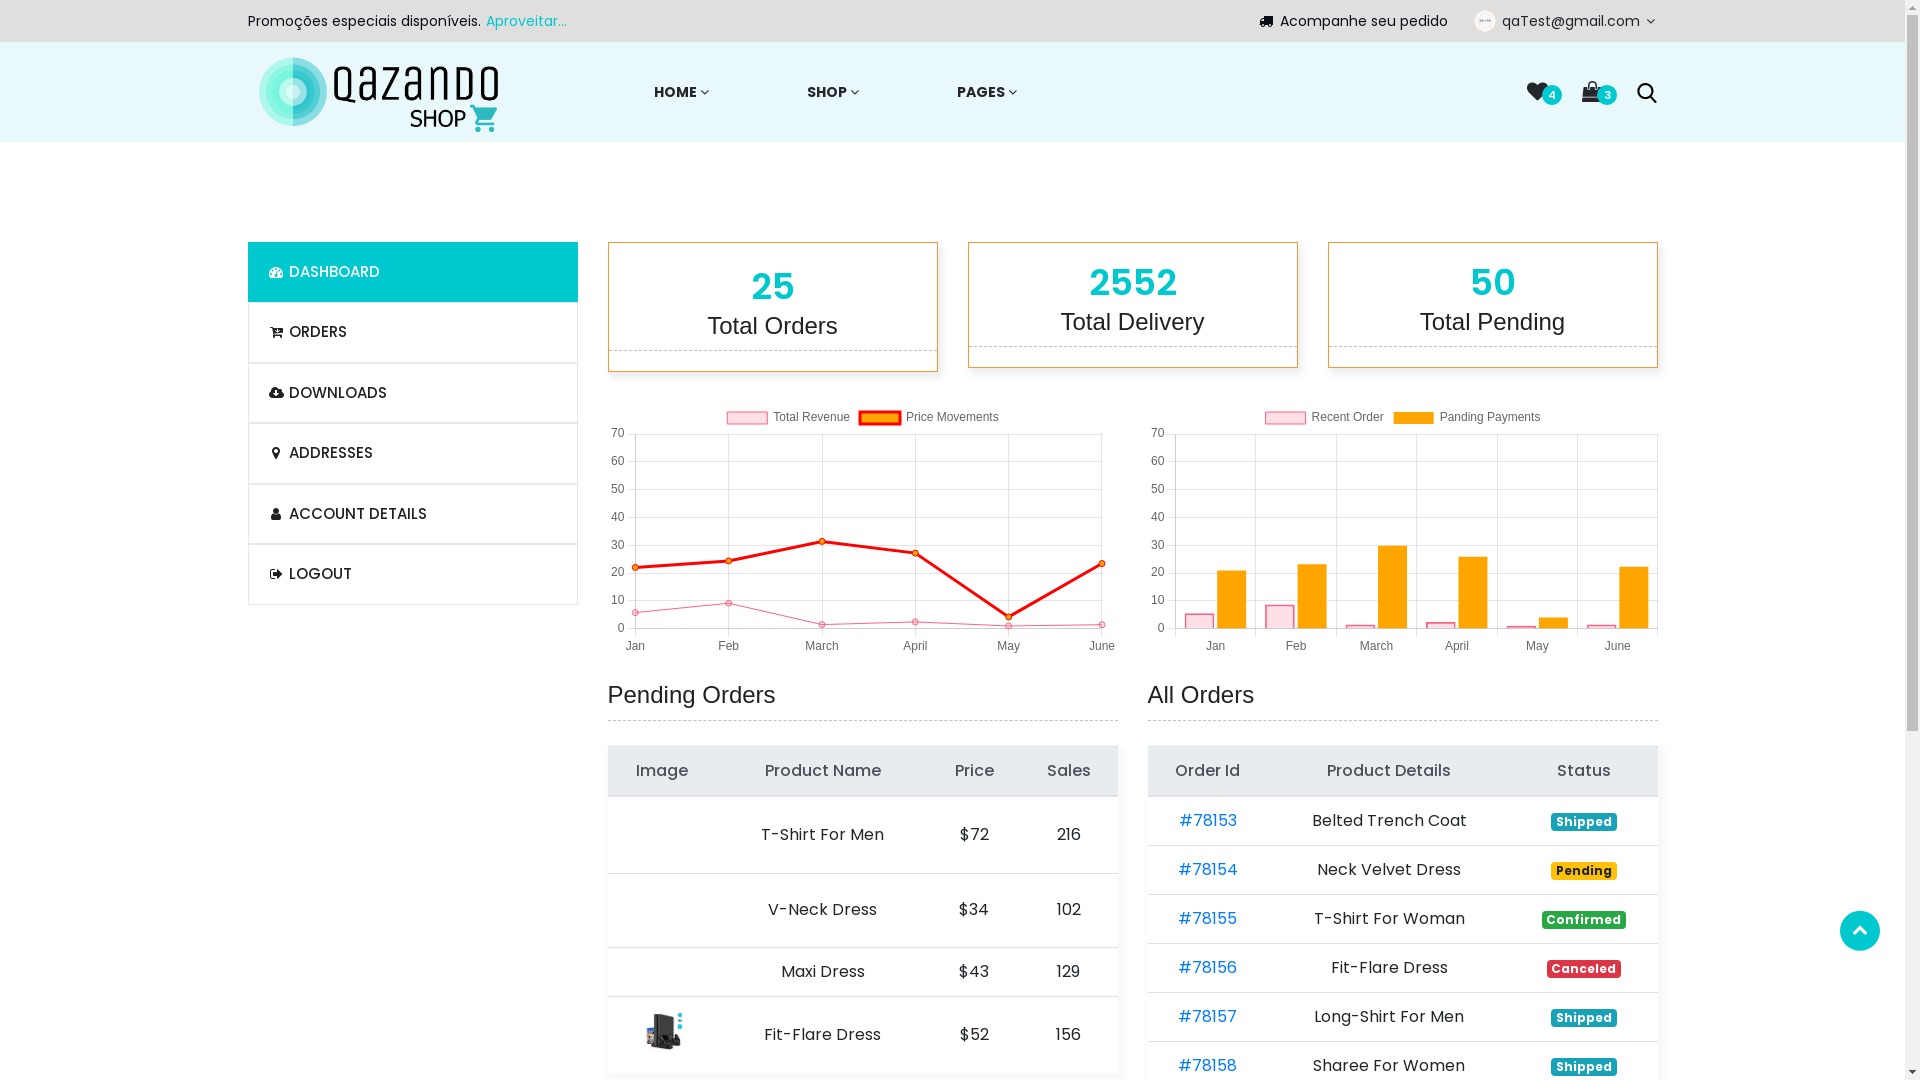 Promoções especiais disponíveis. Aproveitar...
Acompanhe seu pedido
qaTest@gmail.com
QAZANDO
SHOP
HOME
SHOP
PAGES
4
3
DASHBOARD
ORDERS
DOWNLOADS
ADDRESSES
ACCOUNT DETAILS
LOGOUT
25
Total Orders
2552
Total Delivery
50
Total Pending
Total Revenue Price Movements
70
60
50
40
30
20
10
0
Jan Feb March April May June
Recent Order Panding Payments
70
60
50
40
30
20
10
0
Jan Feb March April May June
Pending Orders
Image Product Name Price Sales
T-Shirt For Men $72 216
V-Neck Dress $34 102
Maxi Dress $43 129
Fit-Flare Dress $52 156
All Orders
Order Id Product Details Status
#78153 Belted Trench Coat Shipped
#78154 Neck Velvet Dress Pending
#78155 T-Shirt For Woman Confirmed
#78156 Fit-Flare Dress Canceled
#78157 Long-Shirt For Men Shipped
#78158 Sharee For Women Shipped